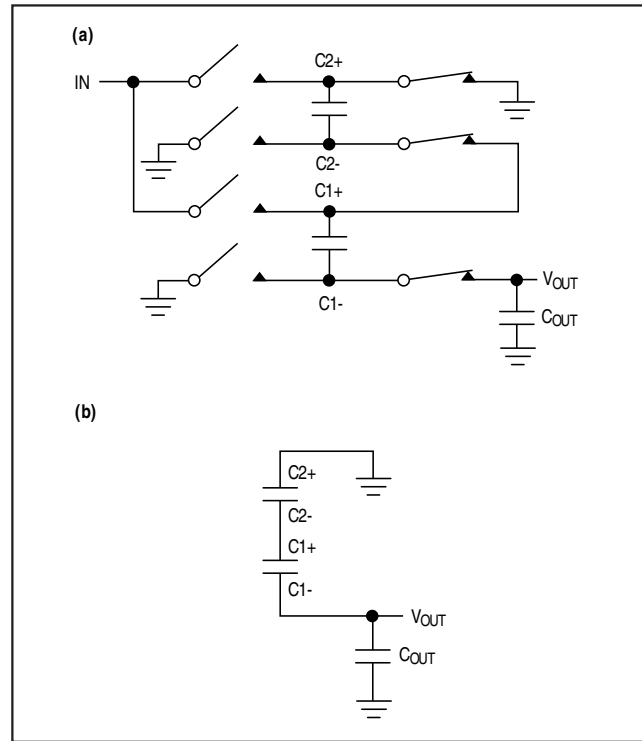 (a)
C2+
IN
C2-
C1+
C1-
VOUT
COUT
(b)
C2+
C2-
C1+
C1-
VOUT
COUT